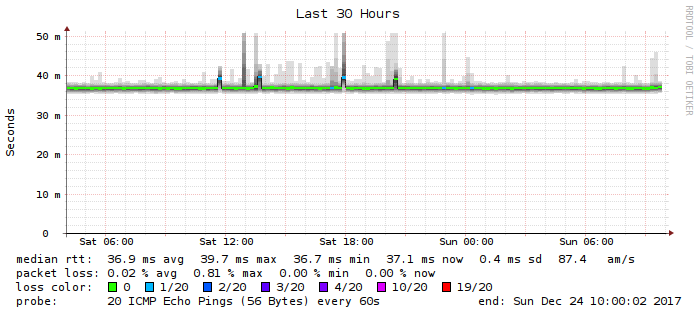 Last 30 Hours
RRDTOOL / TOBI OETIKER
Seconds
50 m
40 m
30 m
20 m
10 m
0
Sat 06:00 Sat 12:00 Sat 18:00 Sun 00:00 Sun 06:00
median rtt: 36.9 ms avg 39.7 ms max 36.7 ms min 37.1 ms now 0.4 ms sd 87.4 am/s
packet loss: 0.02 % avg 0.81 % max 0.00 % min 0.00 % now
loss color: 0 1/20 2/20 3/20 4/20 10/20 19/20
probe: 20 ICMP Echo Pings (56 Bytes) every 60s end: Sun Dec 24 10:00:02 2017